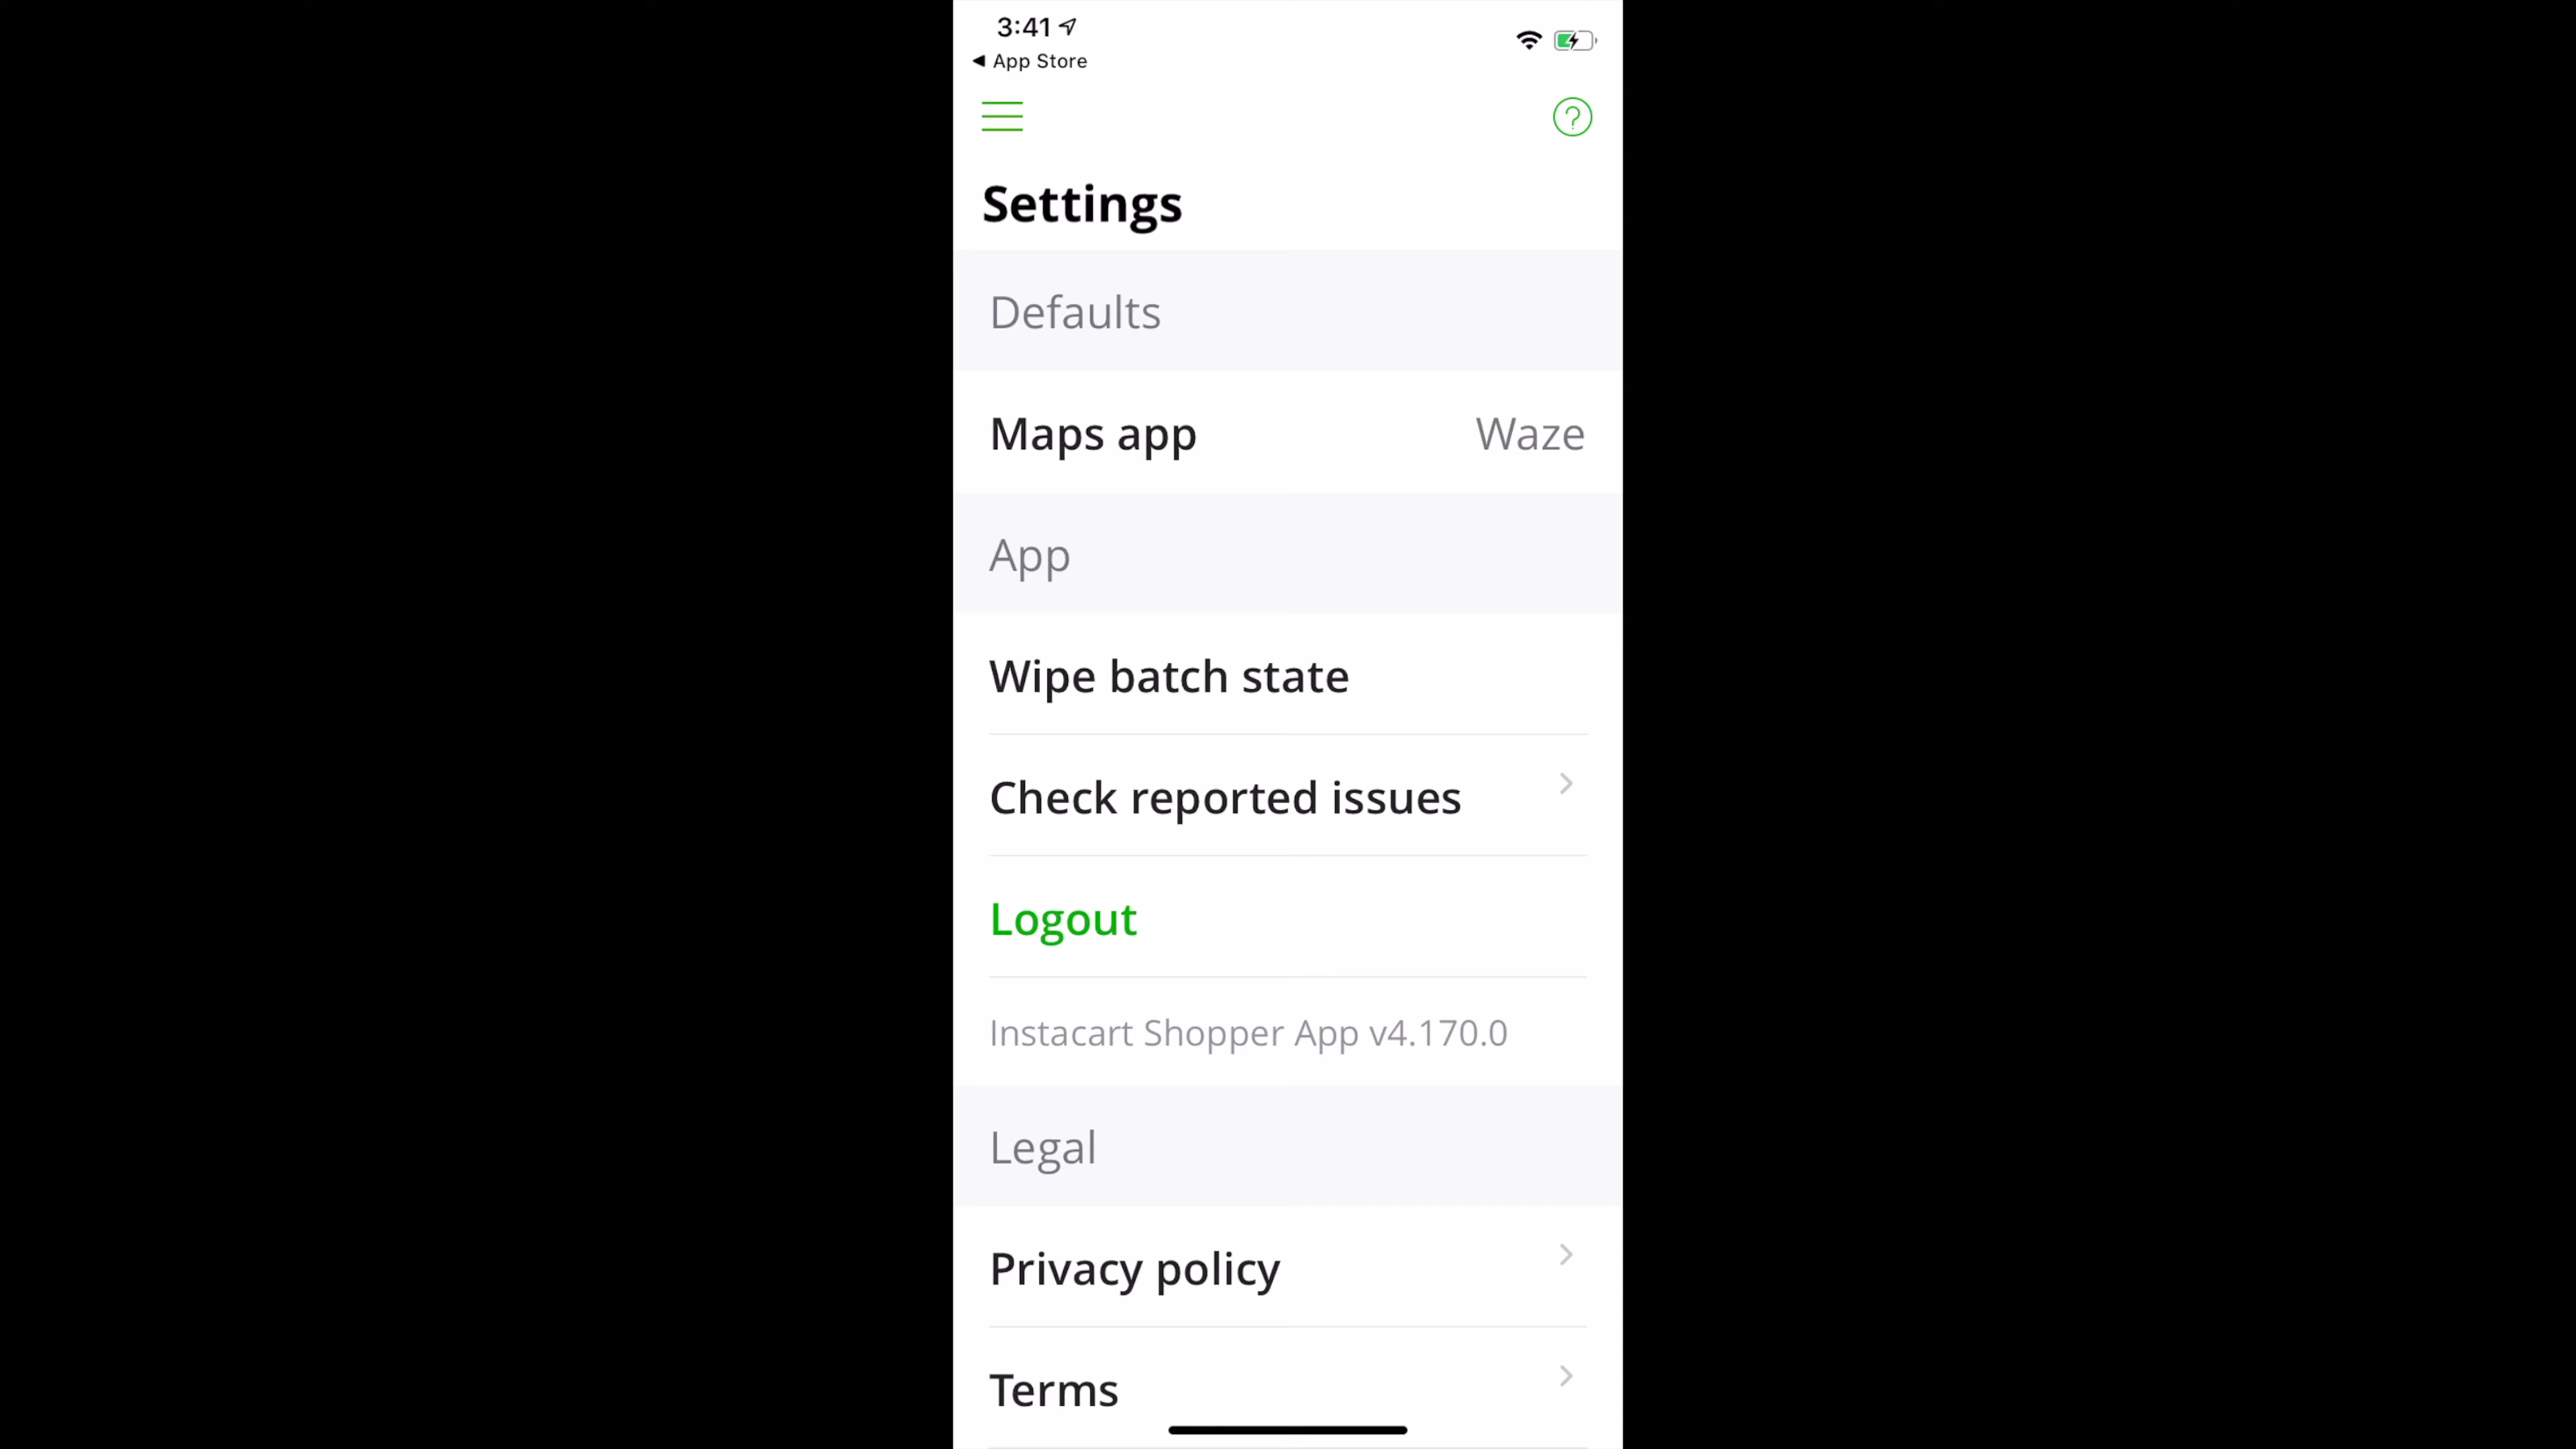 3:41
App Store
Settings
Defaults
Maps app Waze
App
Wipe batch state
Check reported issues
Logout
Instacart Shopper App v4.170.0
Legal
Privacy policy
Terms